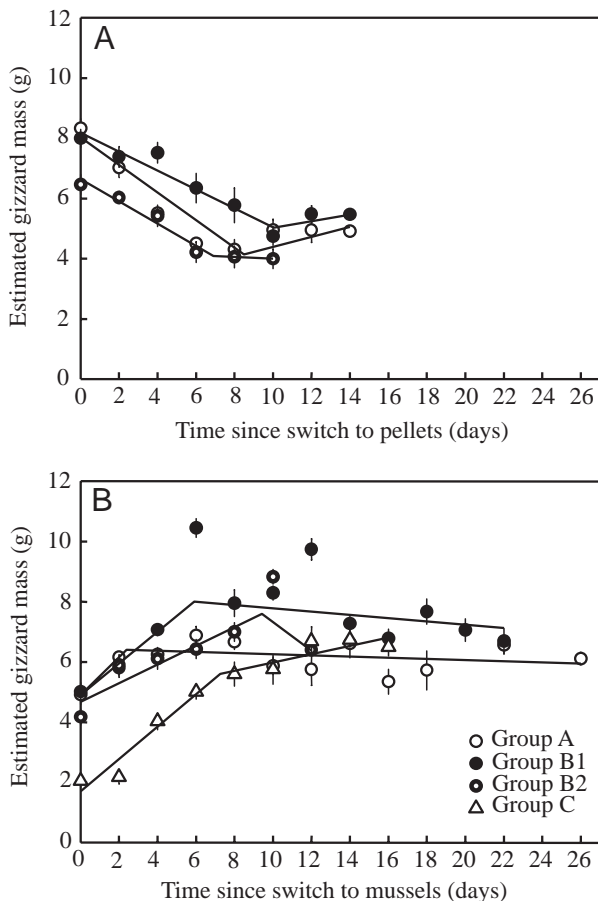 A
Estimated gizzard mass (g)
12
10
8
6
4
2
0
0 2 4 6 8 10 12 14 16 18 20 22 24 26
Time since switch to pellets (days)
B
Estimated gizzard mass (g)
12
10
8
6
4
2
0
Group A
Group B1
Group B2
Group C
0 2 4 6 8 10 12 14 16 18 20 22 24 26
Time since switch to mussels (days)